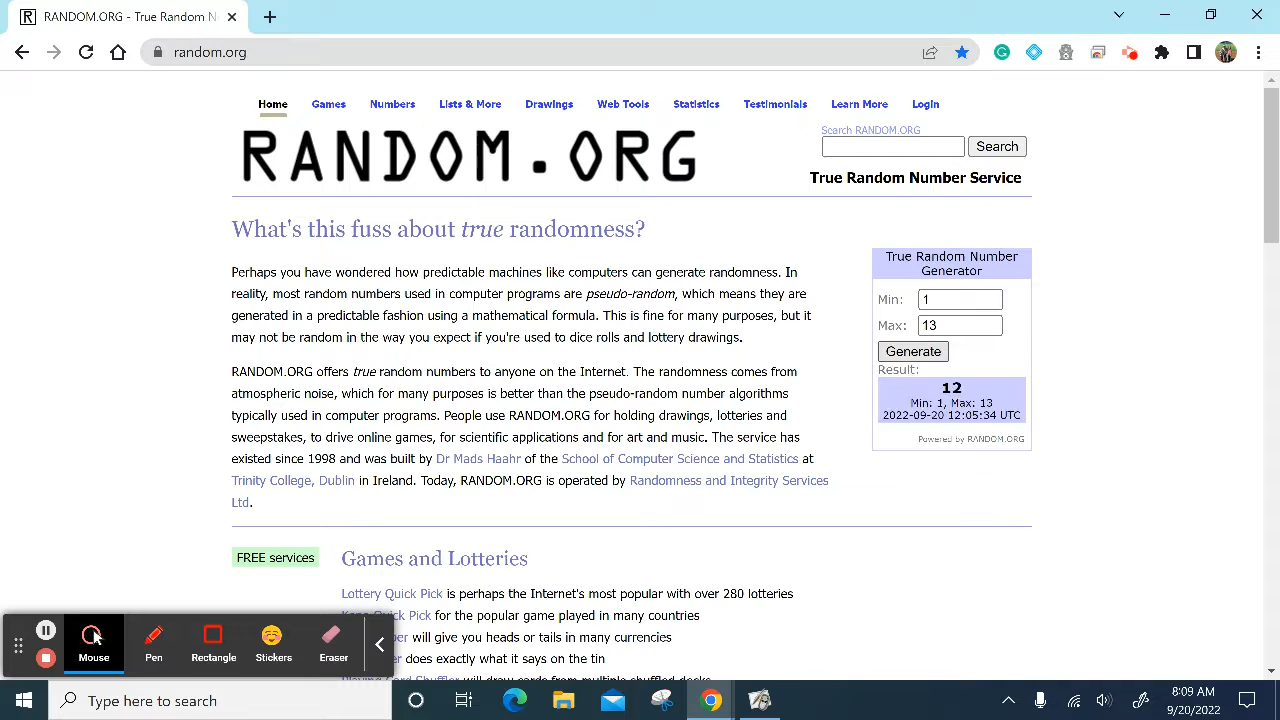 RANDOM.ORG - True Random N
random.org
Home Games Numbers Lists & More Drawings Web Tools Statistics Testimonials Learn More Login
RANDOM.ORG
Search RANDOM.ORG
Search
True Random Number Service
What's this fuss about true randomness?
Perhaps you have wondered how predictable machines like computers can generate randomness. In
reality, most random numbers used in computer programs are pseudo-random, which means they are
generated in a predictable fashion using a mathematical formula. This is fine for many purposes, but it
may not be random in the way you expect if you're used to dice rolls and lottery drawings.
RANDOM.ORG offers true random numbers to anyone on the Internet. The randomness comes from
atmospheric noise, which for many purposes is better than the pseudo-random number algorithms
typically used in computer programs. People use RANDOM.ORG for holding drawings, lotteries and
sweepstakes, to drive online games, for scientific applications and for art and music. The service has
existed since 1998 and was built by Dr Mads Haahr of the School of Computer Science and Statistics at
Trinity College, Dublin in Ireland. Today, RANDOM.ORG is operated by Randomness and Integrity Services
Ltd.
True Random Number
Generator
Min: 1
Max: 13
Generate
Result:
12
Min: 1, Max: 13
2022-09-20 12:05:34 UTC
Powered by RANDOM.ORG
FREE services
Games and Lotteries
Lottery Quick Pick is perhaps the Internet's most popular with over 280 lotteries
Quick Pick for the popular game played in many countries
will give you heads or tails in many currencies
does exactly what it says on the tin
Mouse Pen Rectangle Stickers Eraser
Type here to search
8:09 AM
9/20/2022